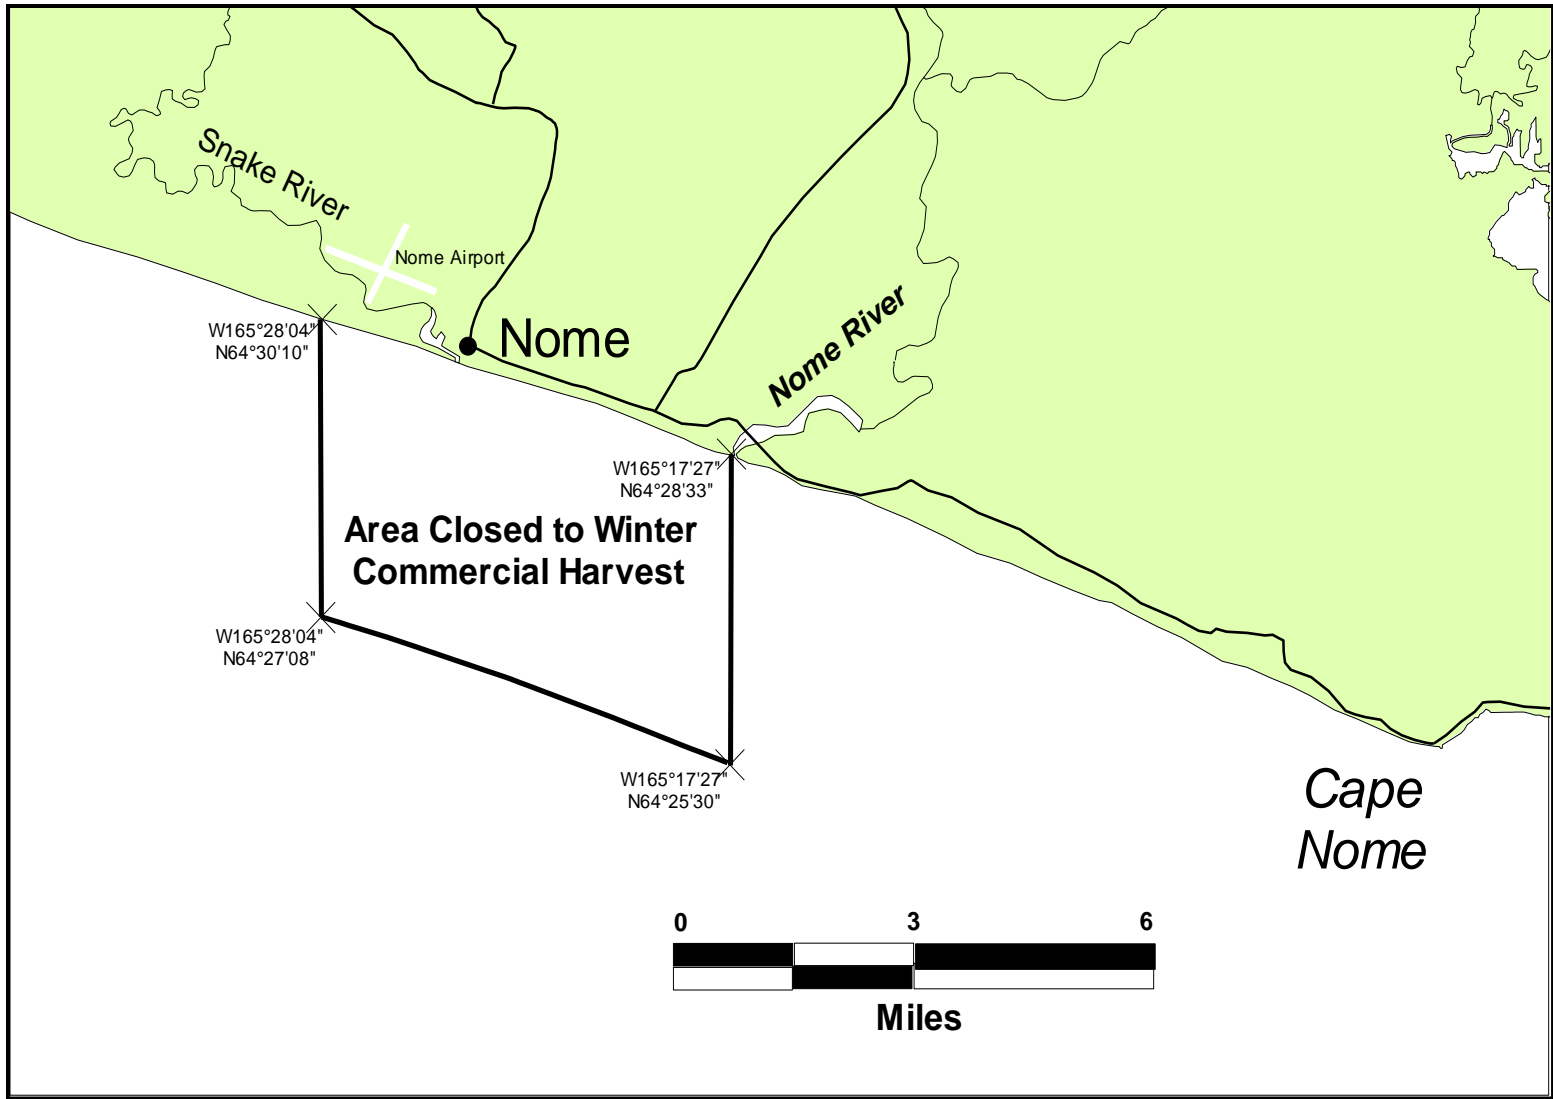 Snake River
Nome Airport
Nome
Nome River
W165°28'04"
N64°30'10"
W165°17'27"
N64°28'33"
Area Closed to Winter
Commercial Harvest
W165°28'04"
N64°27'08"
W165°17'27"
N64°25'30"
Cape
Nome
0 3 6
Miles